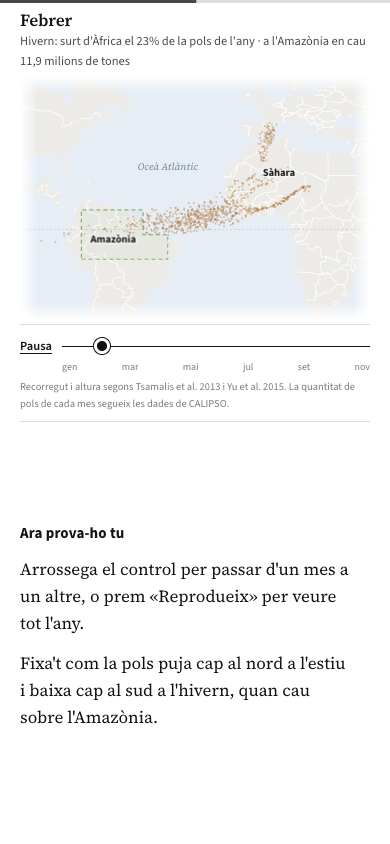 Febrer
Hivern: surt d'Àfrica el 23% de la pols de l'any · a l'Amazònia en cau
11,9 milions de tones
Oceà Atlàntic
Sàhara
Amazònia
Pausa
gen mar mai jul set nov
Recorregut i altura segons Tsamalis et al. 2013 i Yu et al. 2015. La quantitat de
pols de cada mes segueix les dades de CALIPSO.
Ara prova-ho tu
Arrossega el control per passar d'un mes a
un altre, o prem «Reprodueix» per veure
tot l'any.
Fixa't com la pols puja cap al nord a l'estiu
i baixa cap al sud a l'hivern, quan cau
sobre l'Amazònia.